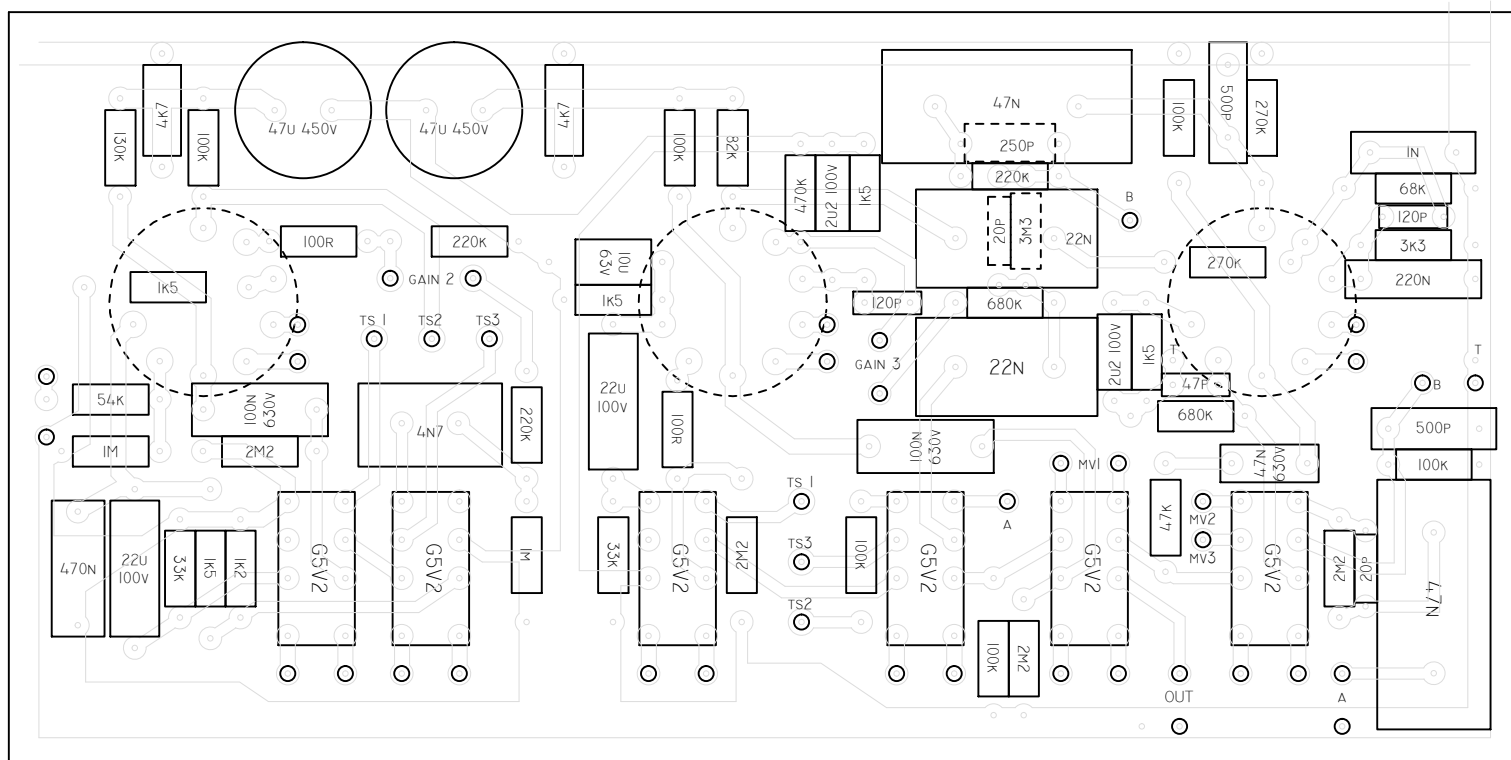 4K7
47U 450V
47U 450V
4K7
47N
100K
500P
270K
130K
100K
100K
82K
250P
1N
220K
470K
2U2 100V
1K5
68K
20P
3M3
22N
B
120P
100R
220K
10U
63V
3K3
270K
220N
1K5
GAIN 2
1K5
120P
680K
TS 1
TS2
TS3
GAIN 3
22N
2U2 100V
1K5
T
T
47P
B
54K
100N
630V
4N7
220K
22U
100V
100R
680K
500P
1M
2M2
100N
630V
MV1
47N
630V
100K
470N
22U
100V
33K
1K5
1K2
G5V2
G5V2
1M
33K
G5V2
2M2
TS 1
TS3
TS2
100K
G5V2
A
G5V2
47K
MV2
MV3
G5V2
2M2
20P
47N
100K
2M2
OUT
A